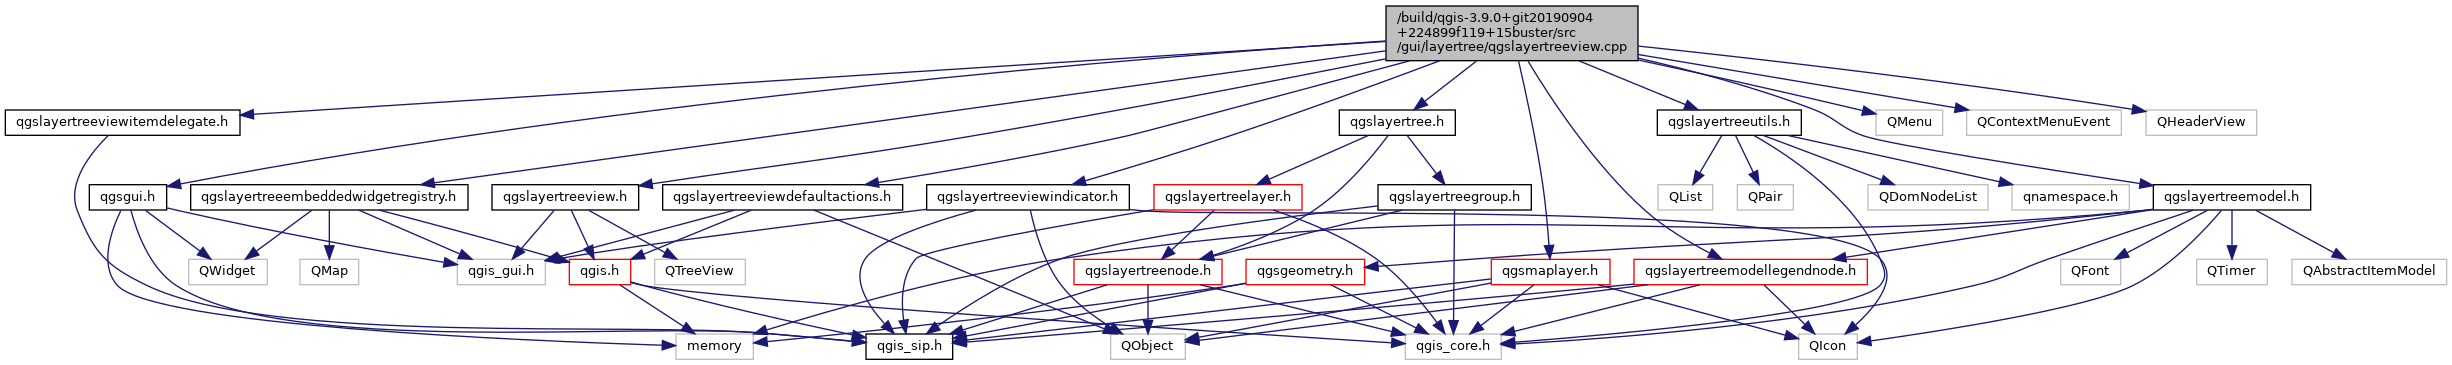 /build/qgis-3.9.0+git20190904
+224899f119+15buster/src
/gui/layertree/qgslayertreeview.cpp
qgslayertreeviewitemdelegate.h
qgslayertree.h
qgslayertreeutils.h
QMenu
QContextMenuEvent
QHeaderView
qgsgui.h
qgslayertreeembeddedwidgetregistry.h
qgslayertreeview.h
qgslayertreeviewdefaultactions.h
qgslayertreeviewindicator.h
qgslayertreelayer.h
qgslayertreegroup.h
QList
QPair
QDomNodeList
qnamespace.h
qgslayertreemodel.h
QWidget
QMap
qgis_gui.h
qgis.h
QTreeView
qgslayertreenode.h
qgsgeometry.h
qgsmaplayer.h
qgslayertreemodellegendnode.h
QFont
QTimer
QAbstractItemModel
memory
qgis_sip.h
QObject
qgis_core.h
QIcon